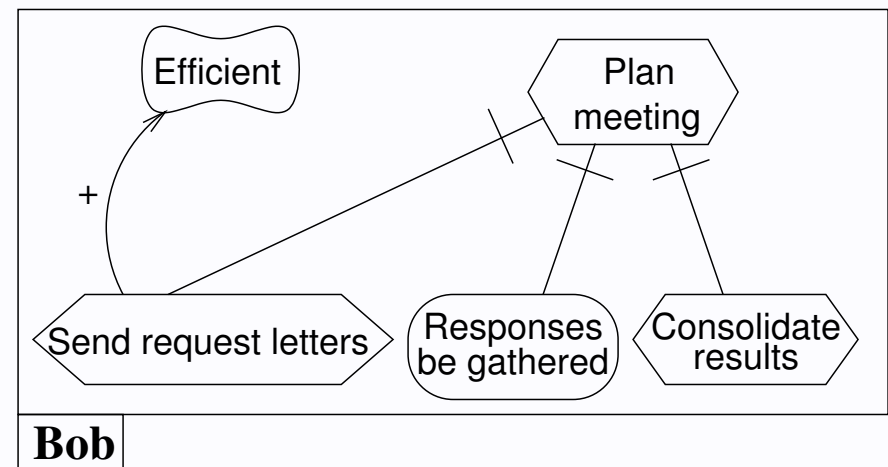 Efficient
Plan
meeting
+
Send request letters
Responses
be gathered
Consolidate
results
Bob